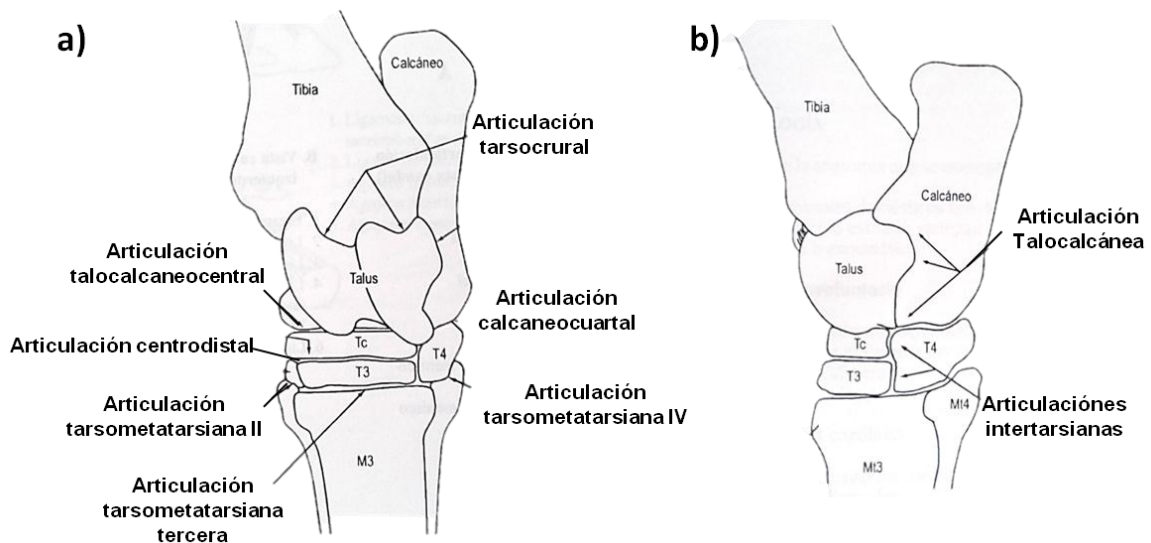 a)
Tibia
Calcáneo
Articulación
tarsocrural
Articulación
talocalcaneocentral
Talus
Articulación
calcaneocuartal
Articulación centrodistal
Tc
T4
T3
Articulación
tarsometatarsiana II
Articulación
tarsometatarsiana IV
M3
Articulación
tarsometatarsiana
tercera
b)
Tibia
Calcáneo
Articulación
Talocalcánea
Talus
Tc
T4
T3
Mt4
Articulaciónes
intertarsianas
Mt3